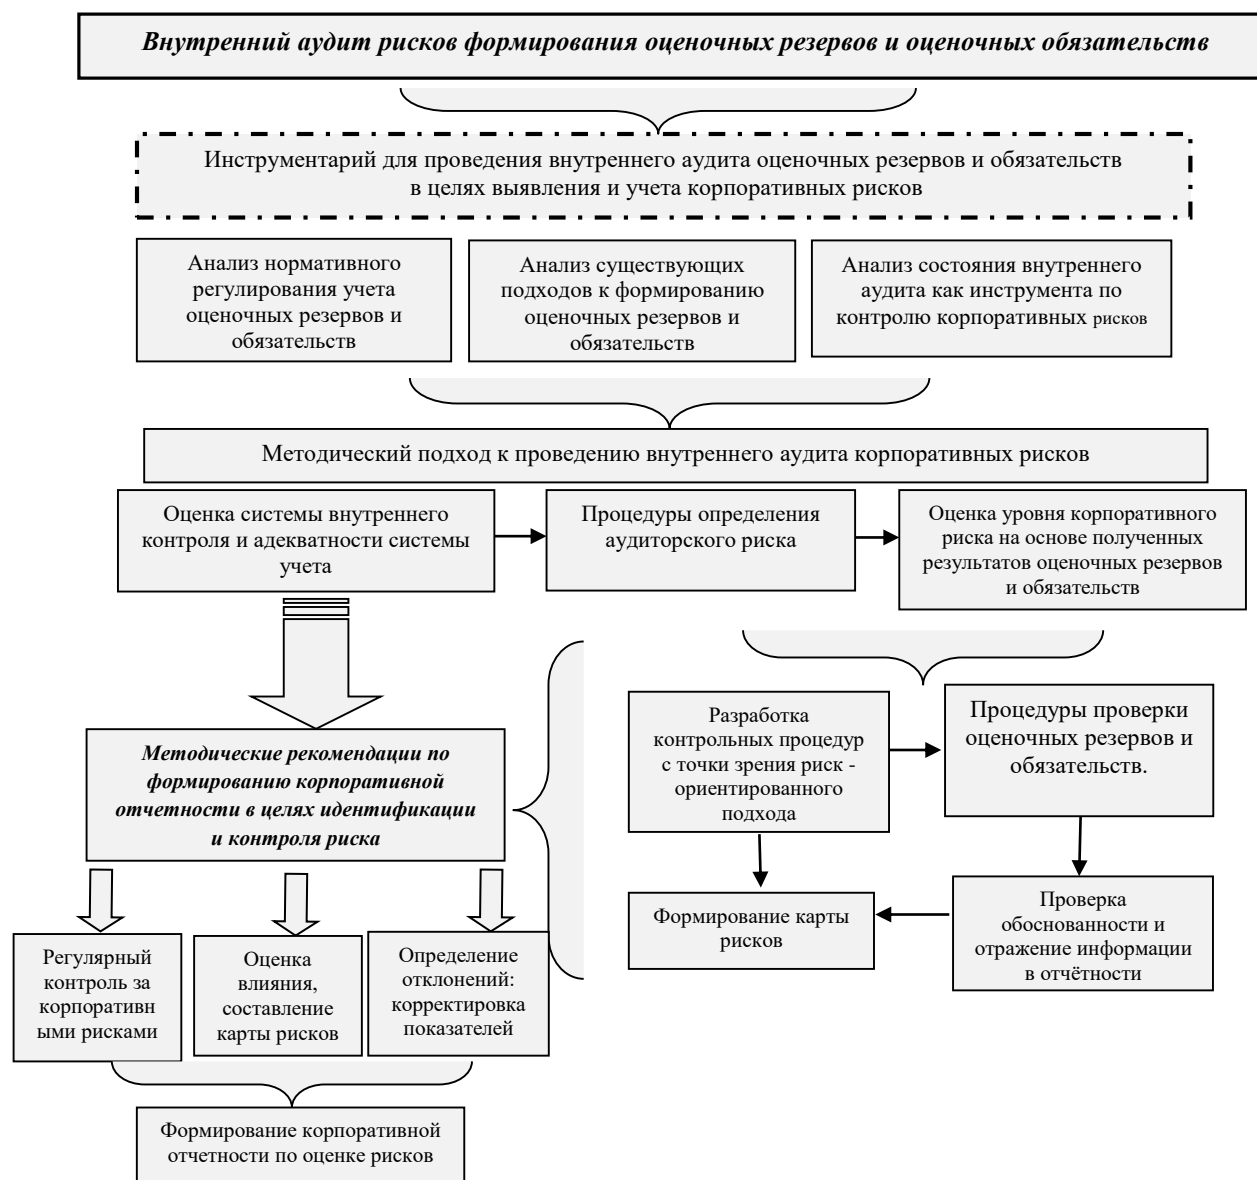 Внутренний аудит рисков формирования оценочных резервов и оценочных обязательств
Инструментарий для проведения внутреннего аудита оценочных резервов и обязательств
в целях выявления и учета корпоративных рисков
Анализ нормативного
регулирования учета
оценочных резервов и
обязательств
Анализ существующих
подходов к формированию
оценочных резервов и
обязательств
Анализ состояния внутреннего
аудита как инструмента по
контролю корпоративных рисков
Методический подход к проведению внутреннего аудита корпоративных рисков
Оценка системы внутреннего
контроля и адекватности системы
учета
Процедуры определения
аудиторского риска
Оценка уровня корпоративного
риска на основе полученных
результатов оценочных резервов
и обязательств
Разработка
контрольных процедур
с точки зрения риск -
ориентированного
подхода
Процедуры проверки
оценочных резервов и
обязательств.
Методические рекомендации по
формированию корпоративной
отчетности в целях идентификации
и контроля риска
Формирование карты
рисков
Проверка
обоснованности и
отражение информации
в отчётности
Регулярный
контроль за
корпоративн
ыми рисками
Оценка
влияния,
составление
карты рисков
Определение
отклонений:
корректировка
показателей
Формирование корпоративной
отчетности по оценке рисков